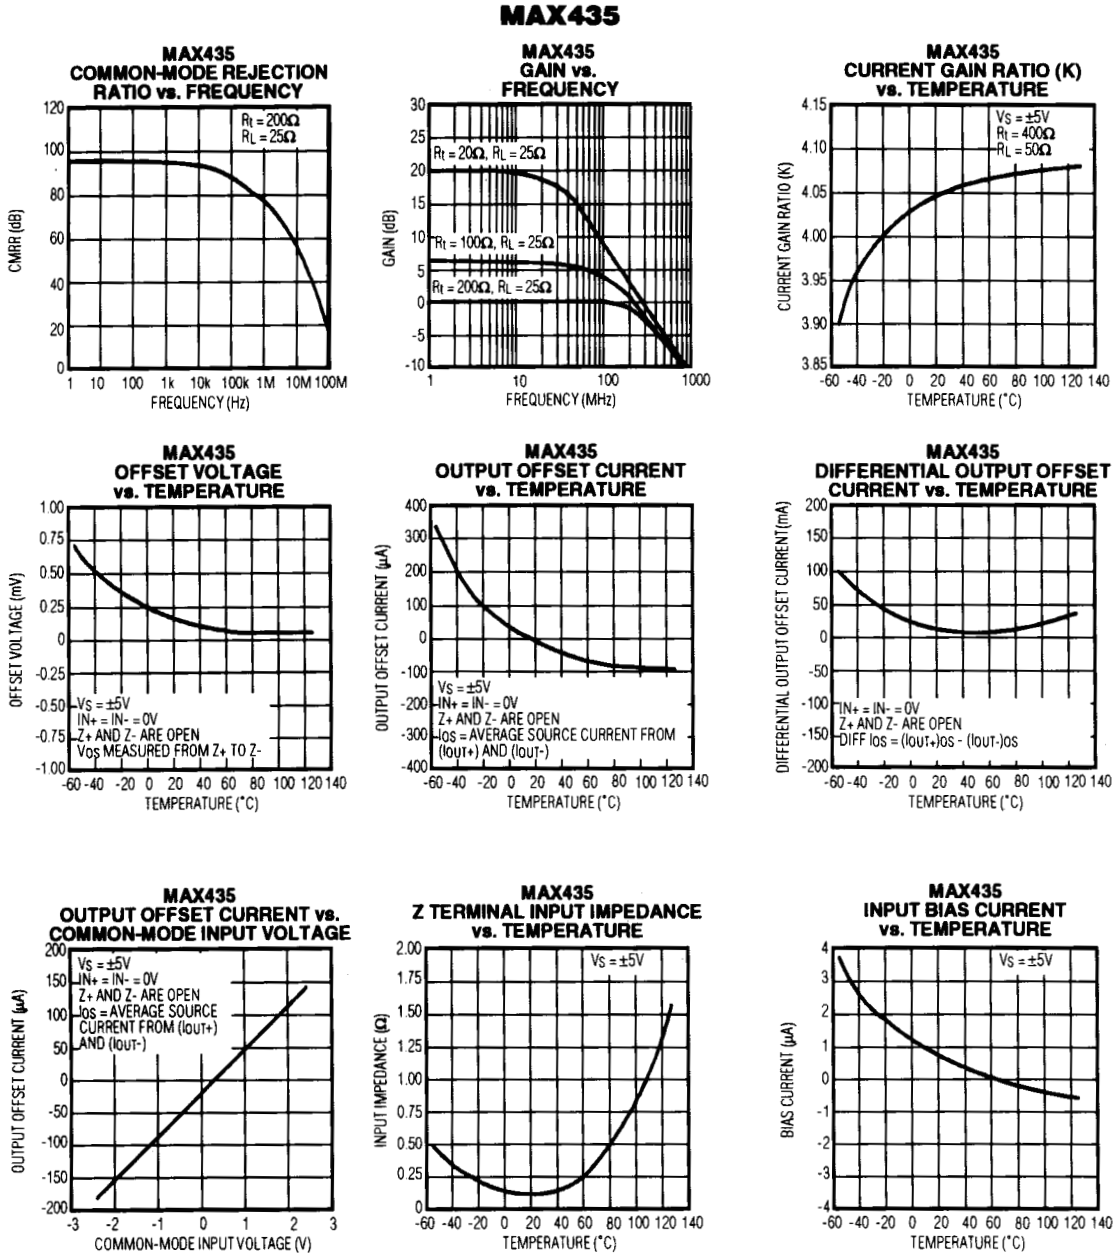 MAX435
MAX435
COMMON-MODE REJECTION
RATIO vs. FREQUENCY
120
100
80
60
40
20
0
CMRR (dB)
Rt = 200Ω
RL = 25Ω
1 10 100 1k 10k 100k 1M 10M 100M
FREQUENCY (Hz)
MAX435
GAIN vs.
FREQUENCY
30
25
20
15
10
5
0
-5
-10
GAIN (dB)
Rt = 20Ω, RL = 25Ω
Rt = 100Ω, RL = 25Ω
Rt = 200Ω, RL = 25Ω
1 10 100 1000
FREQUENCY (MHz)
MAX435
CURRENT GAIN RATIO (K)
vs. TEMPERATURE
4.15
4.10
4.05
4.00
3.95
3.90
3.85
CURRENT GAIN RATIO (K)
VS = ±5V
Rt = 400Ω
RL = 50Ω
-60 -40 -20 0 20 40 60 80 100 120 140
TEMPERATURE (°C)
MAX435
OFFSET VOLTAGE
vs. TEMPERATURE
1.00
0.75
0.50
0.25
0
-0.25
-0.50
-0.75
-1.00
OFFSET VOLTAGE (mV)
VS = ±5V
IN+ = IN- = 0V
Z+ AND Z- ARE OPEN
VOS MEASURED FROM Z+ TO Z-
-60 -40 -20 0 20 40 60 80 100 120 140
TEMPERATURE (°C)
MAX435
OUTPUT OFFSET CURRENT
vs. TEMPERATURE
400
300
200
100
0
-100
-200
-300
-400
OUTPUT OFFSET CURRENT (µA)
VS = ±5V
IN+ = IN- = 0V
Z+ AND Z- ARE OPEN
IOS = AVERAGE SOURCE CURRENT FROM
(IOUT+) AND (IOUT-)
-60 -40 -20 0 20 40 60 80 100 120 140
TEMPERATURE (°C)
MAX435
DIFFERENTIAL OUTPUT OFFSET
CURRENT vs. TEMPERATURE
200
150
100
50
0
-50
-100
-150
-200
DIFFERENTIAL OUTPUT OFFSET CURRENT(mA)
IN+ = IN- = 0V
Z+ AND Z- ARE OPEN
DIFF IOS = (IOUT+)OS - (IOUT-)OS
-60 -40 -20 0 20 40 60 80 100 120 140
TEMPERATURE (°C)
MAX435
OUTPUT OFFSET CURRENT vs.
COMMON-MODE INPUT VOLTAGE
200
150
100
50
0
-50
-100
-150
-200
OUTPUT OFFSET CURRENT (µA)
VS = ±5V
IN+ = IN- = 0V
Z+ AND Z- ARE OPEN
IOS = AVERAGE SOURCE
CURRENT FROM (IOUT+)
AND (IOUT-)
-3 -2 -1 0 1 2 3
COMMON-MODE INPUT VOLTAGE (V)
MAX435
Z TERMINAL INPUT IMPEDANCE
vs. TEMPERATURE
2.00
1.75
1.50
1.25
1.00
0.75
0.50
0.25
0
INPUT IMPEDANCE (Ω)
VS = ±5V
-60 -40 -20 0 20 40 60 80 100 120 140
TEMPERATURE (°C)
MAX435
INPUT BIAS CURRENT
vs. TEMPERATURE
4
3
2
1
0
-1
-2
-3
-4
BIAS CURRENT (µA)
VS = ±5V
-60 -40 -20 0 20 40 60 80 100 120 140
TEMPERATURE (°C)